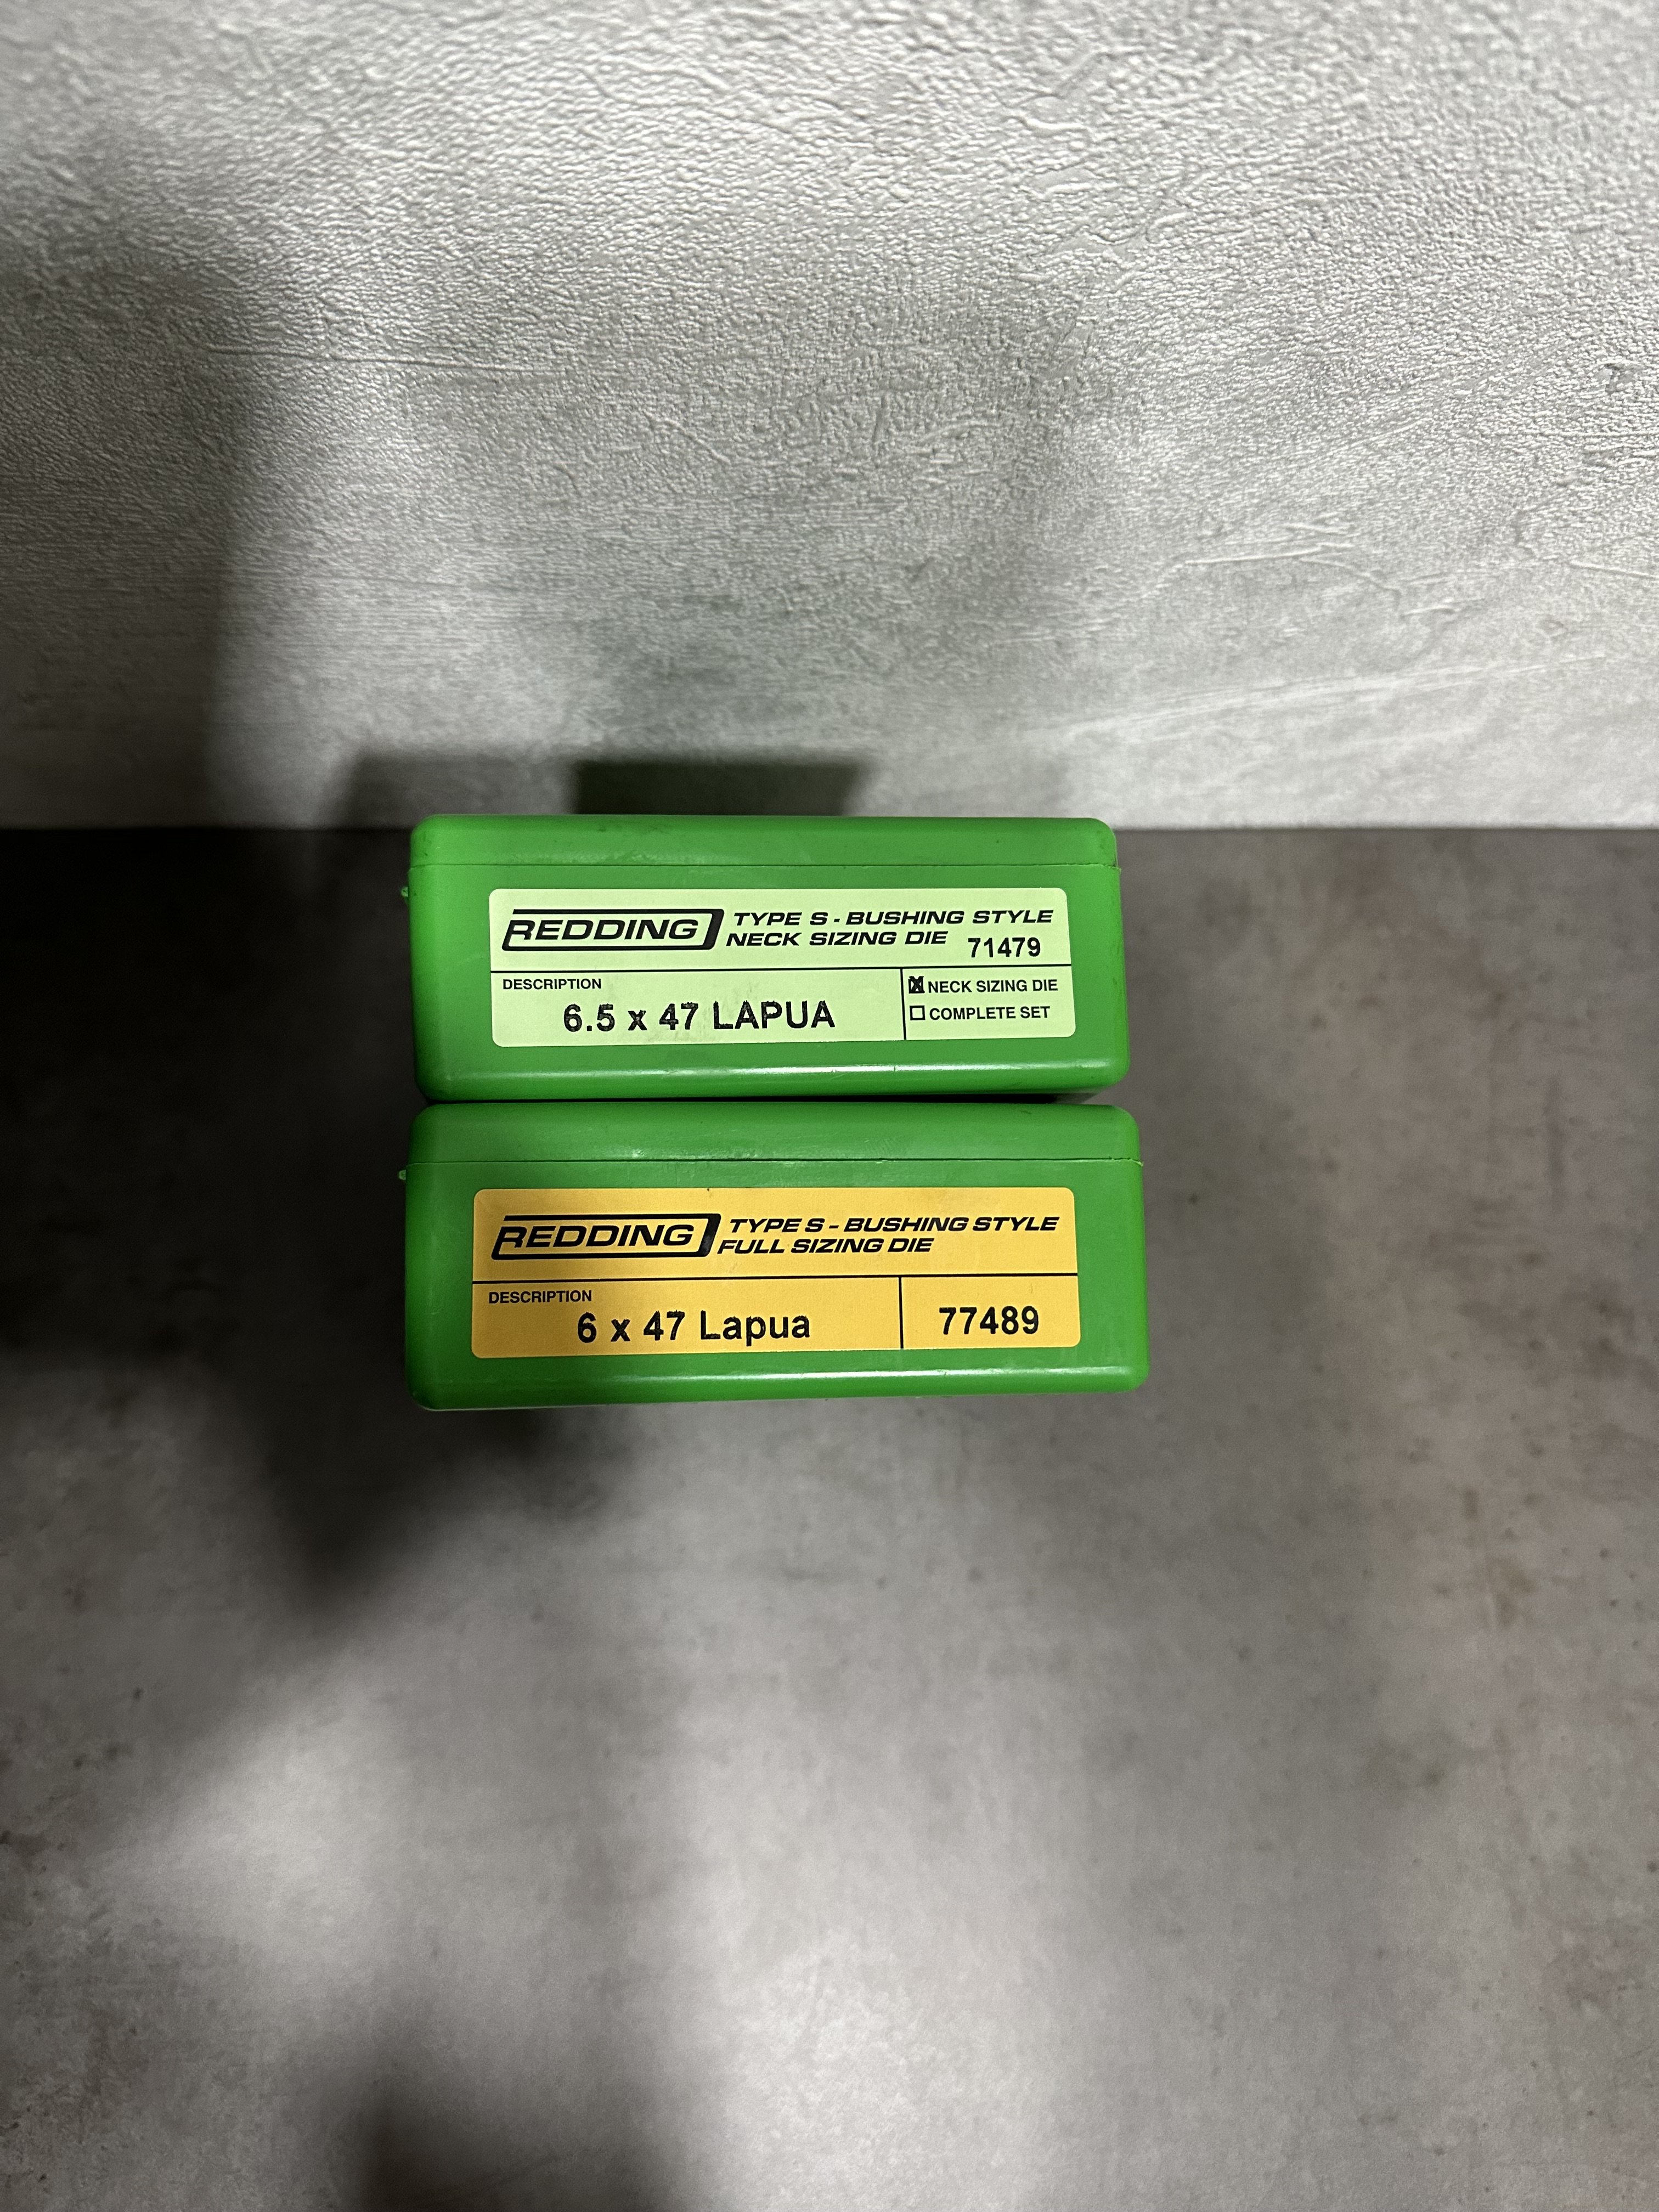 REDDING TYPE S - BUSHING STYLE
NECK SIZING DIE 71479
DESCRIPTION
6.5 x 47 LAPUA
NECK SIZING DIE
COMPLETE SET
REDDING TYPE S - BUSHING STYLE
FULL SIZING DIE
DESCRIPTION
6 x 47 Lapua
77489